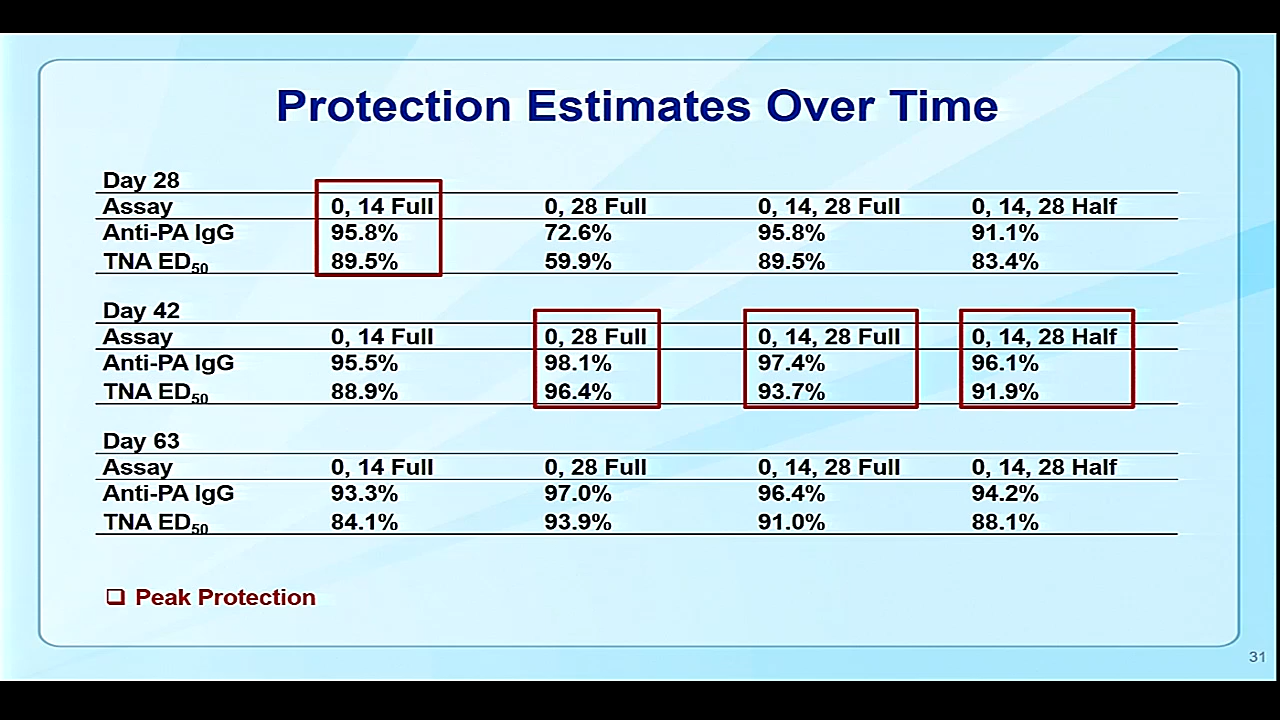 Protection Estimates Over Time
Day 28
Assay 0, 14 Full 0, 28 Full 0, 14, 28 Full 0, 14, 28 Half
Anti-PA IgG 95.8% 72.6% 95.8% 91.1%
TNA ED50 89.5% 59.9% 89.5% 83.4%
Day 42
Assay 0, 14 Full 0, 28 Full 0, 14, 28 Full 0, 14, 28 Half
Anti-PA IgG 95.5% 98.1% 97.4% 96.1%
TNA ED50 88.9% 96.4% 93.7% 91.9%
Day 63
Assay 0, 14 Full 0, 28 Full 0, 14, 28 Full 0, 14, 28 Half
Anti-PA IgG 93.3% 97.0% 96.4% 94.2%
TNA ED50 84.1% 93.9% 91.0% 88.1%
❑ Peak Protection
31